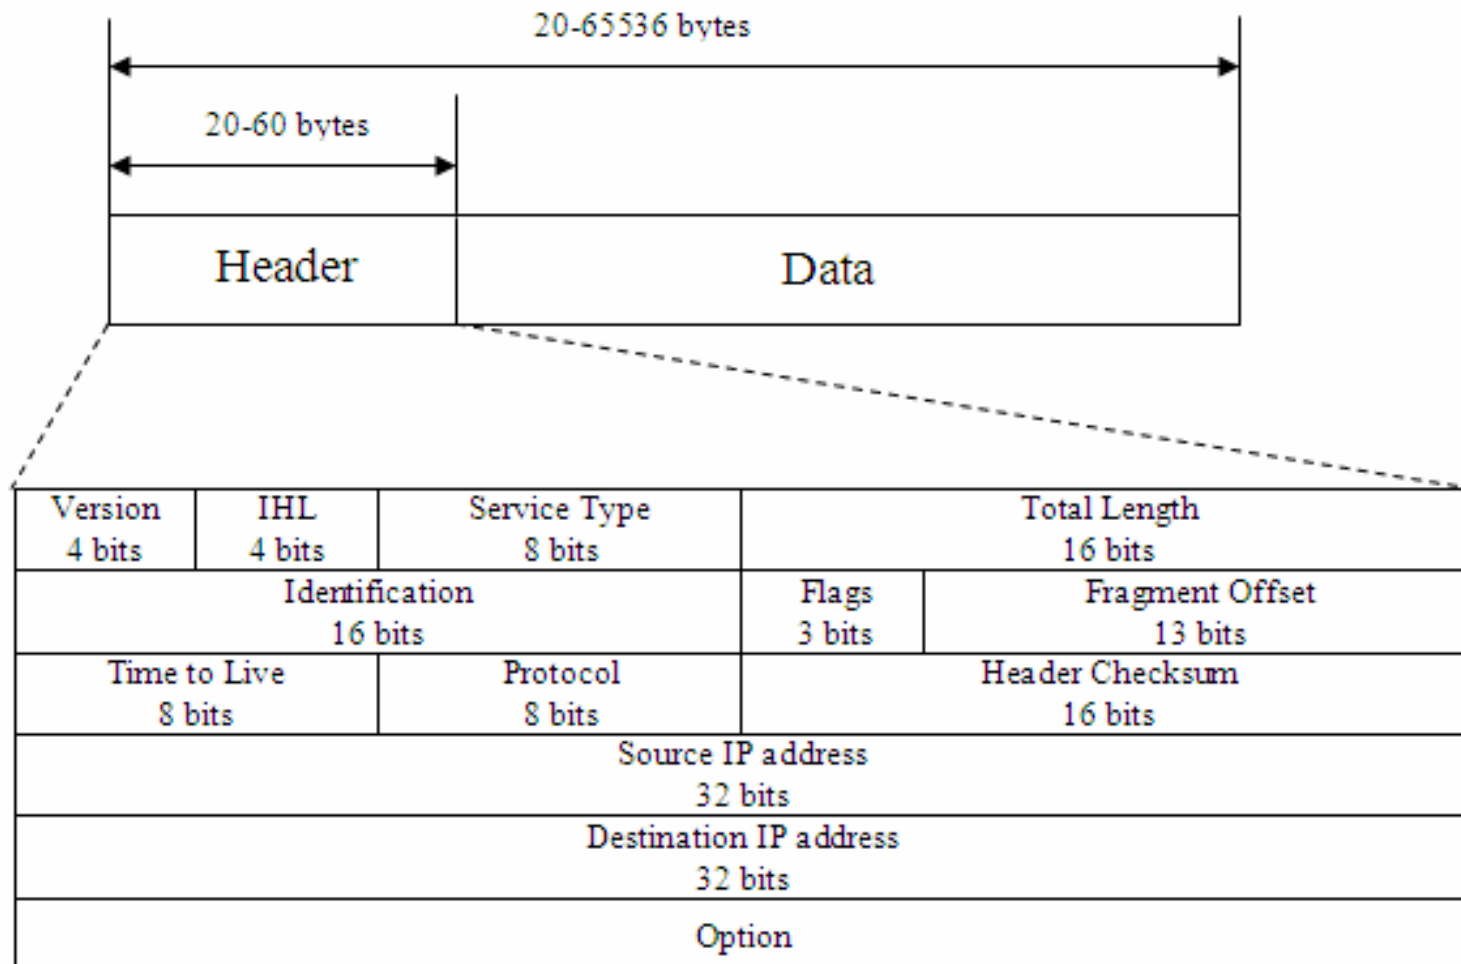 20-65536 bytes
20-60 bytes
Header Data
Version IHL Service Type Total Length
4 bits 4 bits 8 bits 16 bits
Identification Flags Fragment Offset
16 bits 3 bits 13 bits
Time to Live Protocol Header Checksum
8 bits 8 bits 16 bits
Source IP address
32 bits
Destination IP address
32 bits
Option